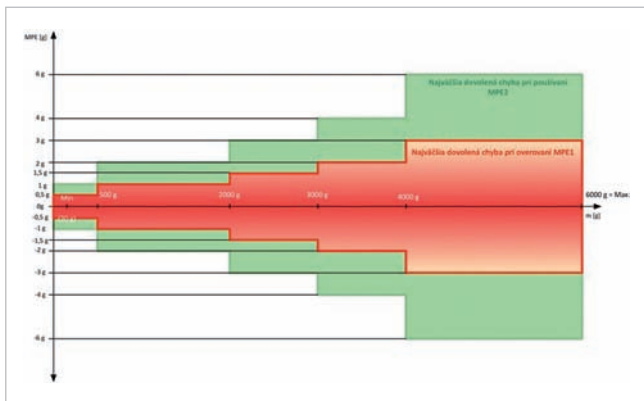 MPE [g]
6 g
Najväčšia dovolená chyba pri používaní
MPE2
4 g
3 g
Najväčšia dovolená chyba pri overovaní MPE1
2 g
1,5 g
1 g
0,5 g
Min
500 g
2000 g
3000 g
4000 g
6000 g = Max
0g
m [g]
-0,5 g
-1 g
-1,5 g
-2 g
-3 g
-4 g
-6 g